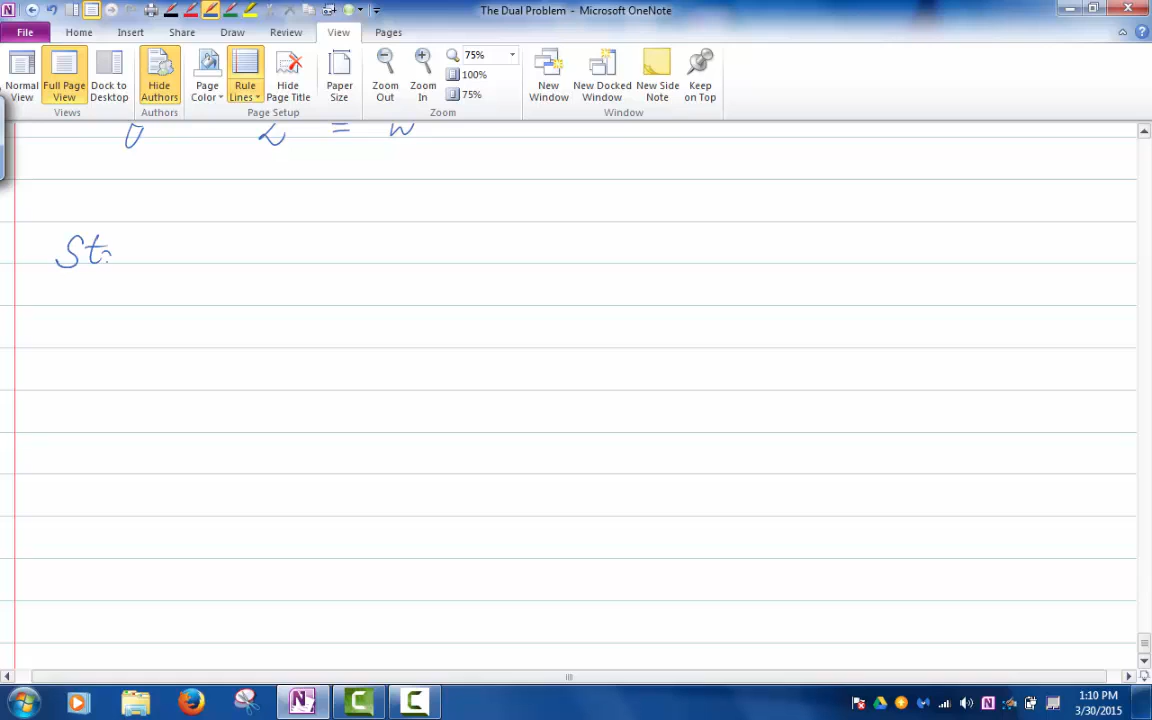 The Dual Problem - Microsoft OneNote
File Home Insert Share Draw Review View Pages
Normal View
Full Page View
Dock to Desktop
Hide Authors
Page Color
Rule Lines
Hide Page Title
Paper Size
Zoom Out
Zoom In
75%
100%
75%
New Window
New Docked Window
New Side Note
Keep on Top
Views Authors Page Setup Zoom Window
= w
St
1:10 PM
3/30/2015